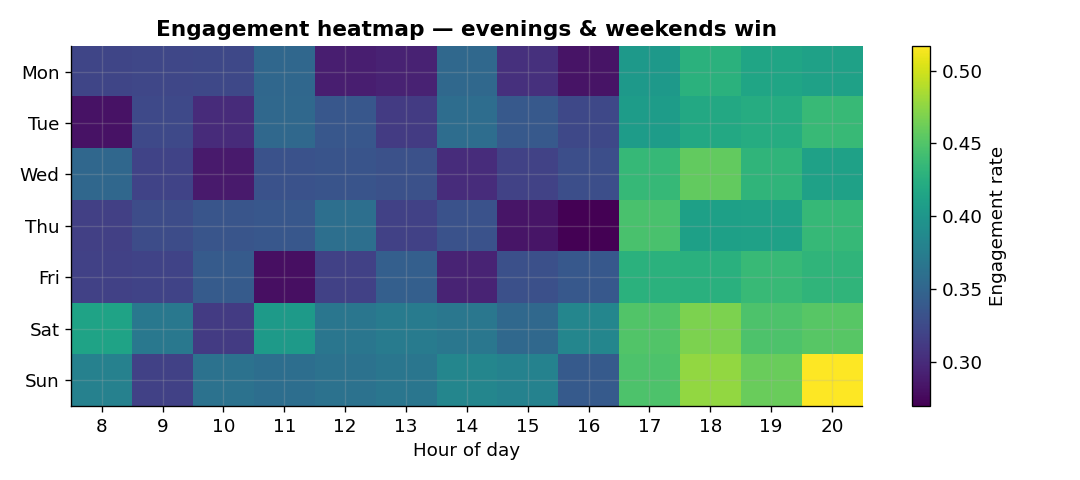 Engagement heatmap — evenings & weekends win
Mon
Tue
Wed
Thu
Fri
Sat
Sun
8 9 10 11 12 13 14 15 16 17 18 19 20
Hour of day
0.50
0.45
0.40
0.35
0.30
Engagement rate